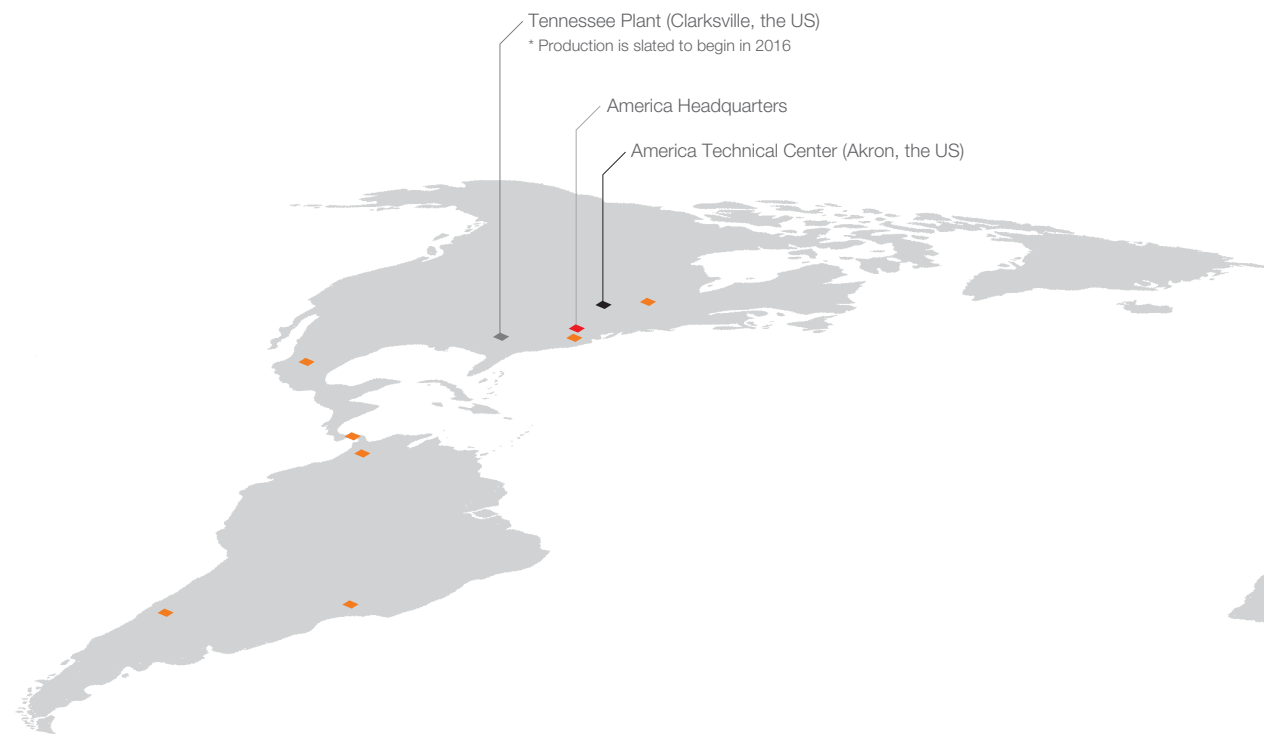 Tennessee Plant (Clarksville, the US)
* Production is slated to begin in 2016
America Headquarters
America Technical Center (Akron, the US)